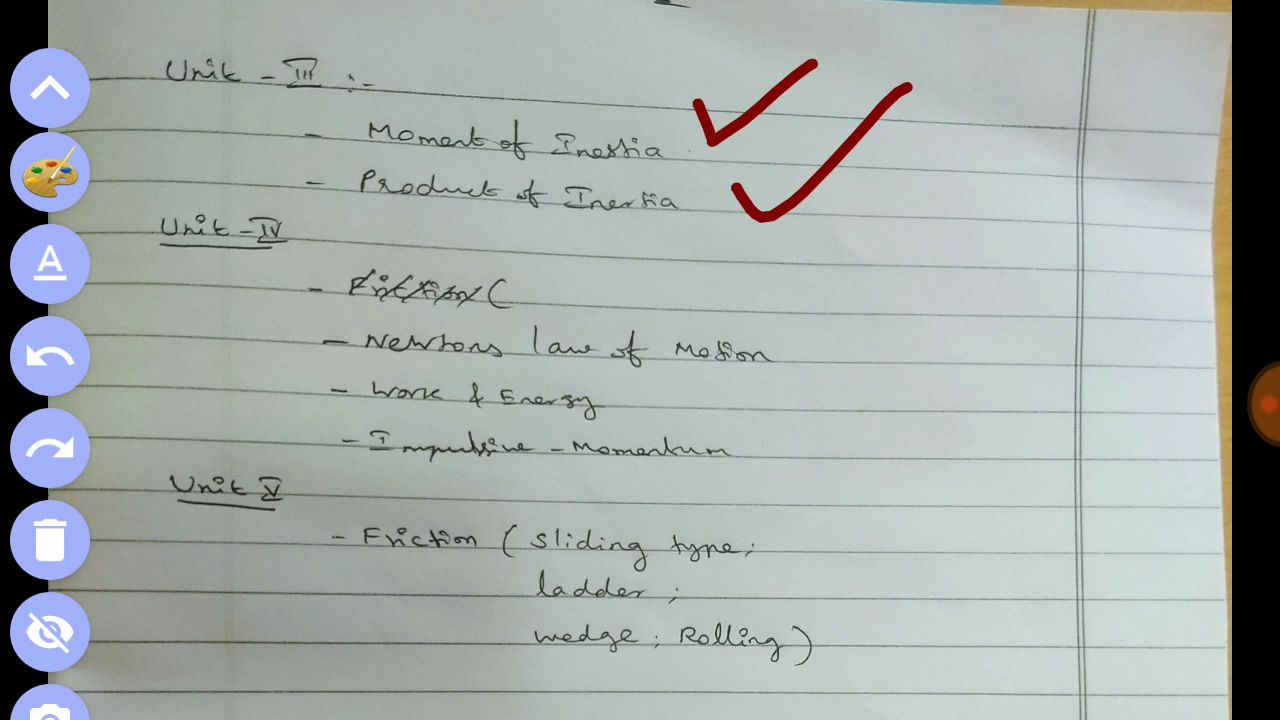 Unit - III :-
- Moment of Inertia
- Product of Inertia
Unit - IV
- Friction (
- Newtons law of Motion
- Work & Energy
- Impulsive - Momentum
Unit V
- Friction ( sliding type;
ladder ;
wedge ; Rolling )
A